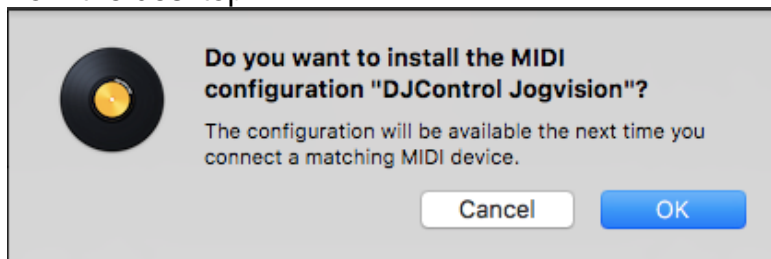 Do you want to install the MIDI
configuration "DJControl Jogvision"?
The configuration will be available the next time you
connect a matching MIDI device.
Cancel
OK